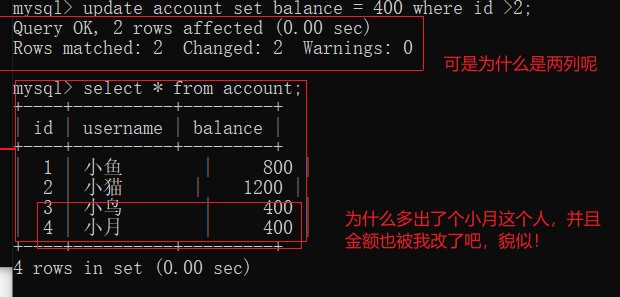 mysql> update account set balance = 400 where id >2;
Query OK, 2 rows affected (0.00 sec)
Rows matched: 2  Changed: 2  Warnings: 0
可是为什么是两列呢
mysql> select * from account;
+----+----------+---------+
| id | username | balance |
+----+----------+---------+
| 1 | 小鱼 | 800 |
| 2 | 小猫 | 1200 |
| 3 | 小鸟 | 400 |
| 4 | 小月 | 400 |
+----+----------+---------+
为什么多出了个小月这个人，并且
金额也被我改了吧，貌似！
4 rows in set (0.00 sec)